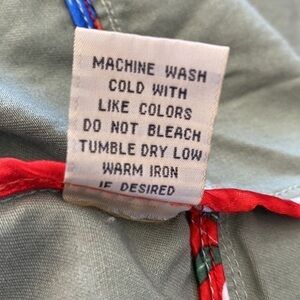 MACHINE WASH
COLD WITH
LIKE COLORS
DO NOT BLEACH
TUMBLE DRY LOW
WARM IRON
IF DESIRED